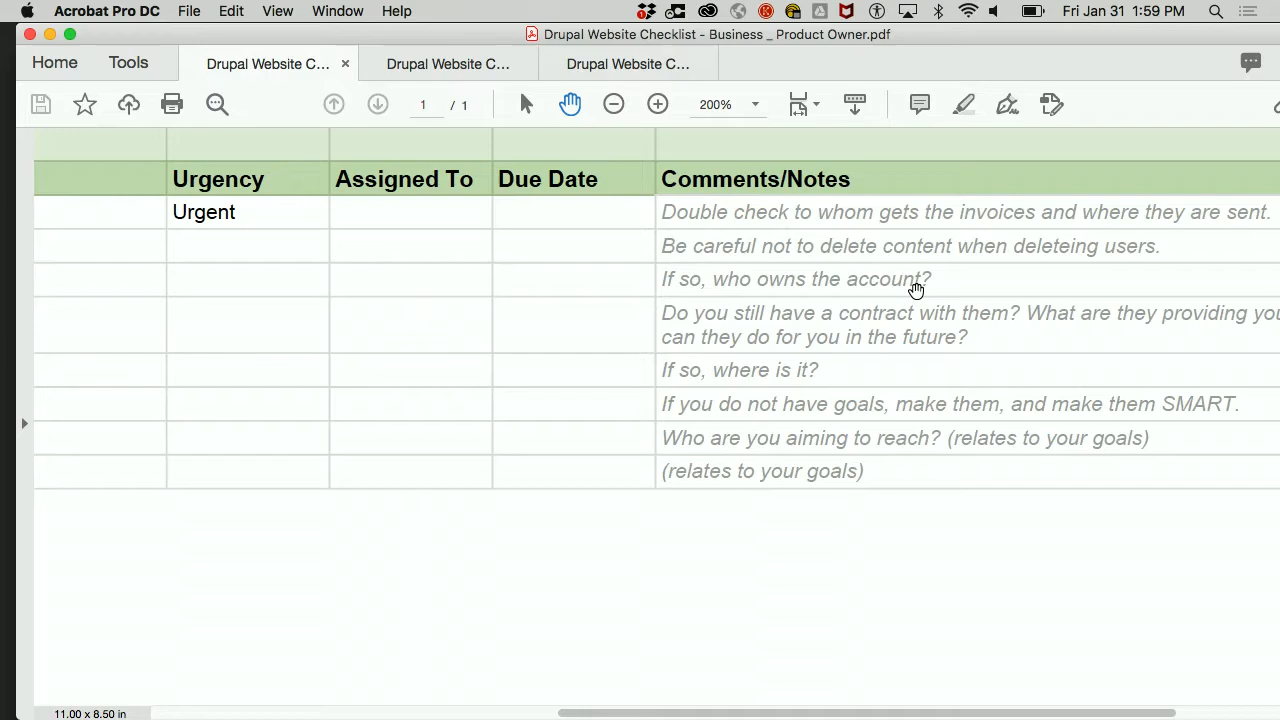 Acrobat Pro DC File Edit View Window Help Fri Jan 31 1:59 PM
Drupal Website Checklist - Business _ Product Owner.pdf
Home Tools Drupal Website C... × Drupal Website C... Drupal Website C...
1 / 1 200%
Urgency Assigned To Due Date Comments/Notes
Urgent Double check to whom gets the invoices and where they are sent.
Be careful not to delete content when deleteing users.
If so, who owns the account?
Do you still have a contract with them? What are they providing you
can they do for you in the future?
If so, where is it?
If you do not have goals, make them, and make them SMART.
Who are you aiming to reach? (relates to your goals)
(relates to your goals)
11.00 x 8.50 in